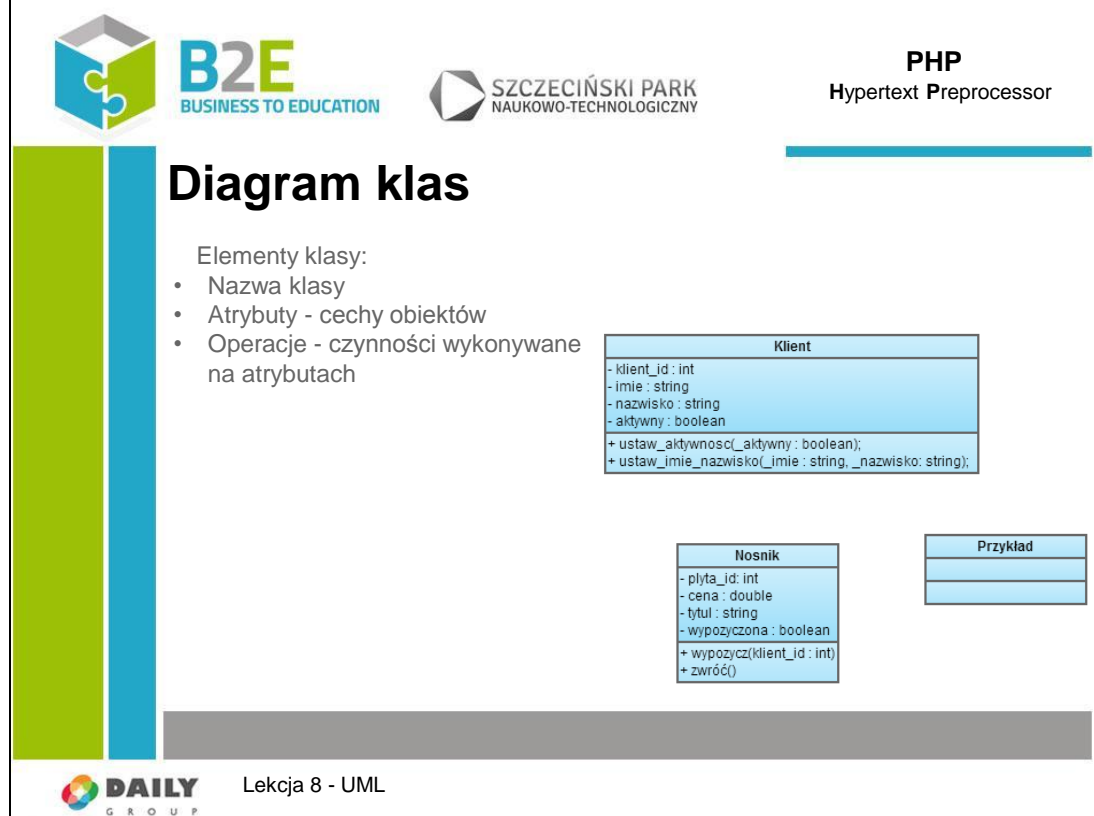 B2E
BUSINESS TO EDUCATION
SZCZECIŃSKI PARK
NAUKOWO-TECHNOLOGICZNY
PHP
Hypertext Preprocessor
Diagram klas
Elementy klasy:
• Nazwa klasy
• Atrybuty - cechy obiektów
• Operacje - czynności wykonywane
na atrybutach
Klient
- klient_id : int
- imie : string
- nazwisko : string
- aktywny : boolean
+ ustaw_aktywnosc(_aktywny : boolean);
+ ustaw_imie_nazwisko(_imie : string, _nazwisko: string);
Nosnik
- plyta_id: int
- cena : double
- tytul : string
- wypozyczona : boolean
+ wypozycz(klient_id : int)
+ zwróć()
Przykład
DAILY
GROUP
Lekcja 8 - UML